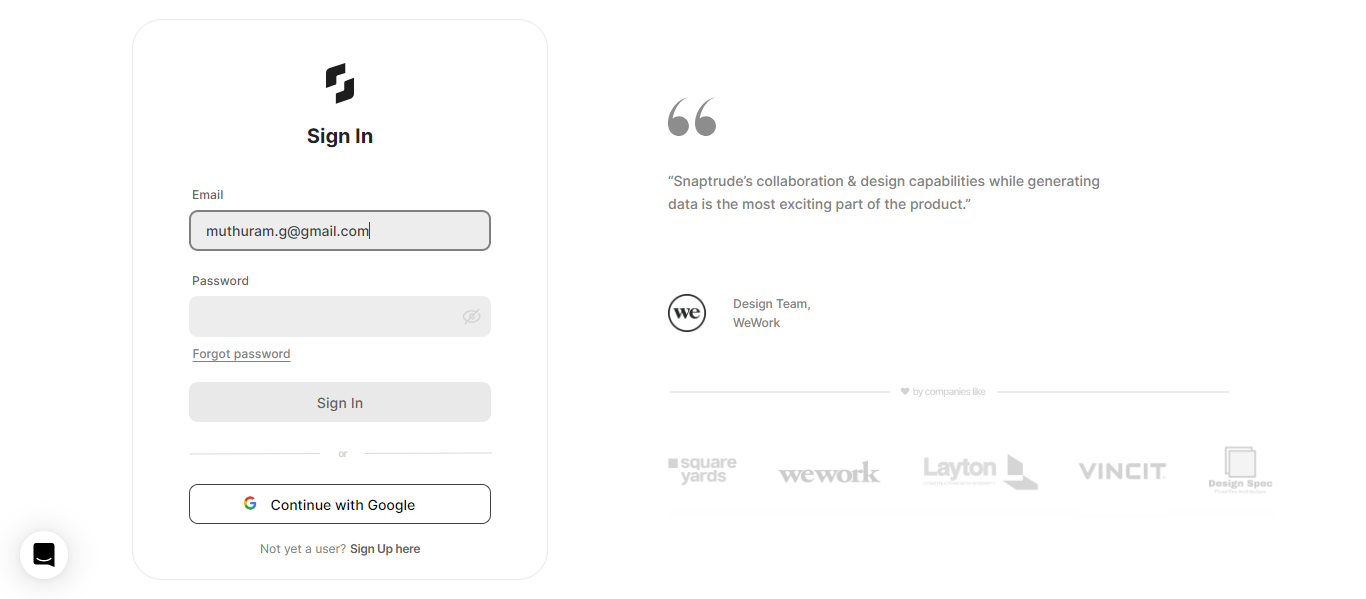 Sign In
Email
muthuram.g@gmail.com
Password
Forgot password
Sign In
or
Continue with Google
Not yet a user? Sign Up here
“Snaptrude’s collaboration & design capabilities while generating
data is the most exciting part of the product.”
we
Design Team,
WeWork
by companies like
square
yards
wework
Layton
VINCIT
Design Spec